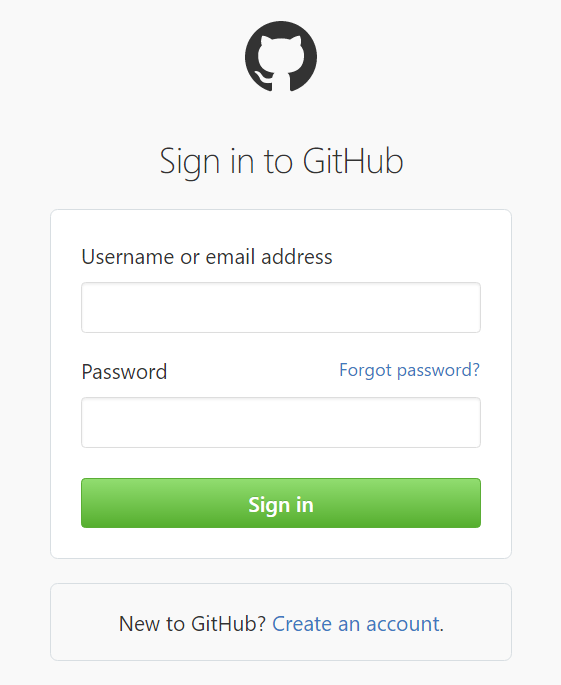 Sign in to GitHub
Username or email address
Password Forgot password?
Sign in
New to GitHub? Create an account.